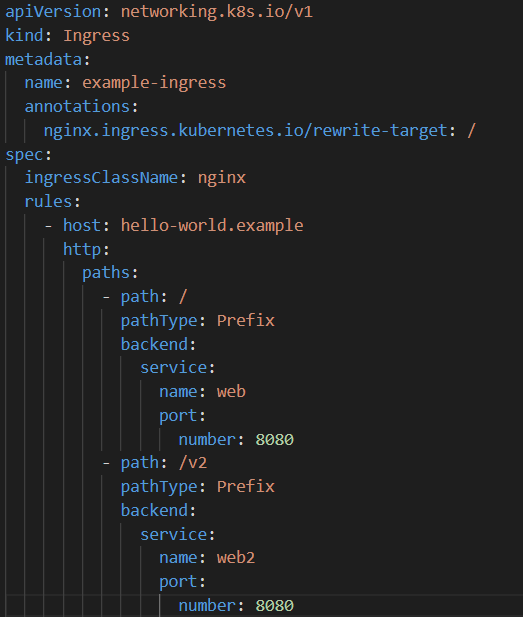 apiVersion: networking.k8s.io/v1
kind: Ingress
metadata:
  name: example-ingress
  annotations:
    nginx.ingress.kubernetes.io/rewrite-target: /
spec:
  ingressClassName: nginx
  rules:
    - host: hello-world.example
      http:
        paths:
          - path: /
            pathType: Prefix
            backend:
              service:
                name: web
                port:
                  number: 8080
          - path: /v2
            pathType: Prefix
            backend:
              service:
                name: web2
                port:
                  number: 8080